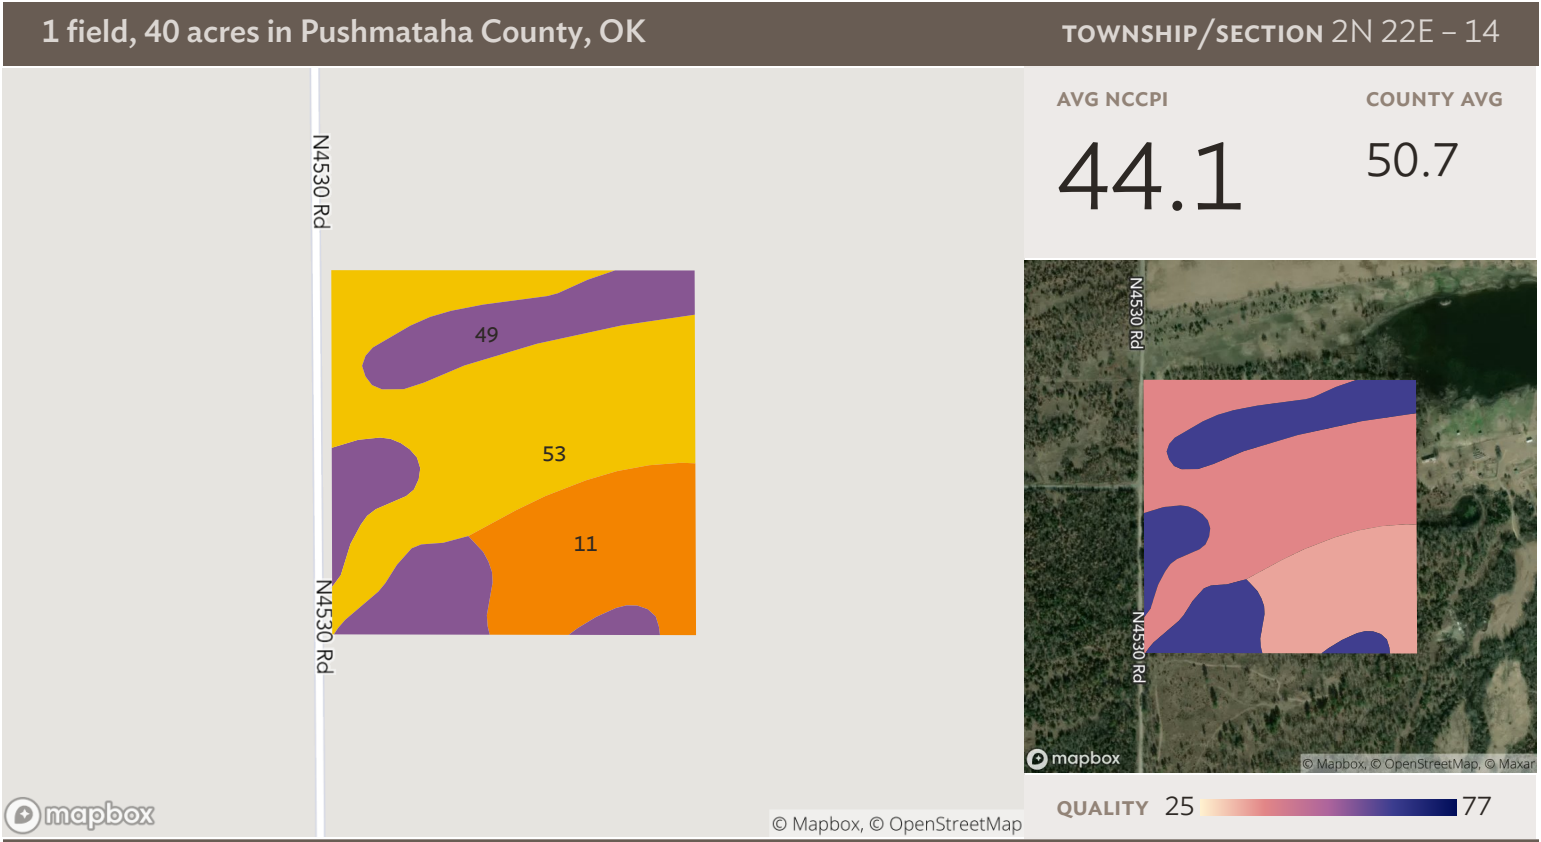 1 field, 40 acres in Pushmataha County, OK
TOWNSHIP/SECTION 2N 22E – 14
AVG NCCPI
COUNTY AVG
44.1
50.7
N4530 Rd
49
53
11
N4530 Rd
mapbox
© Mapbox, © OpenStreetMap
N4530 Rd
N4530 Rd
mapbox
© Mapbox, © OpenStreetMap, © Maxar
QUALITY 25 77